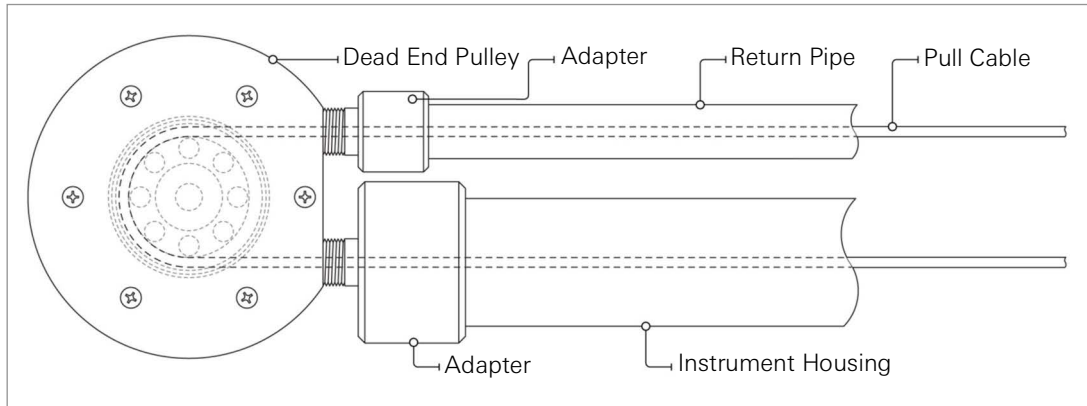 Dead End Pulley
Adapter
Return Pipe
Pull Cable
Adapter
Instrument Housing